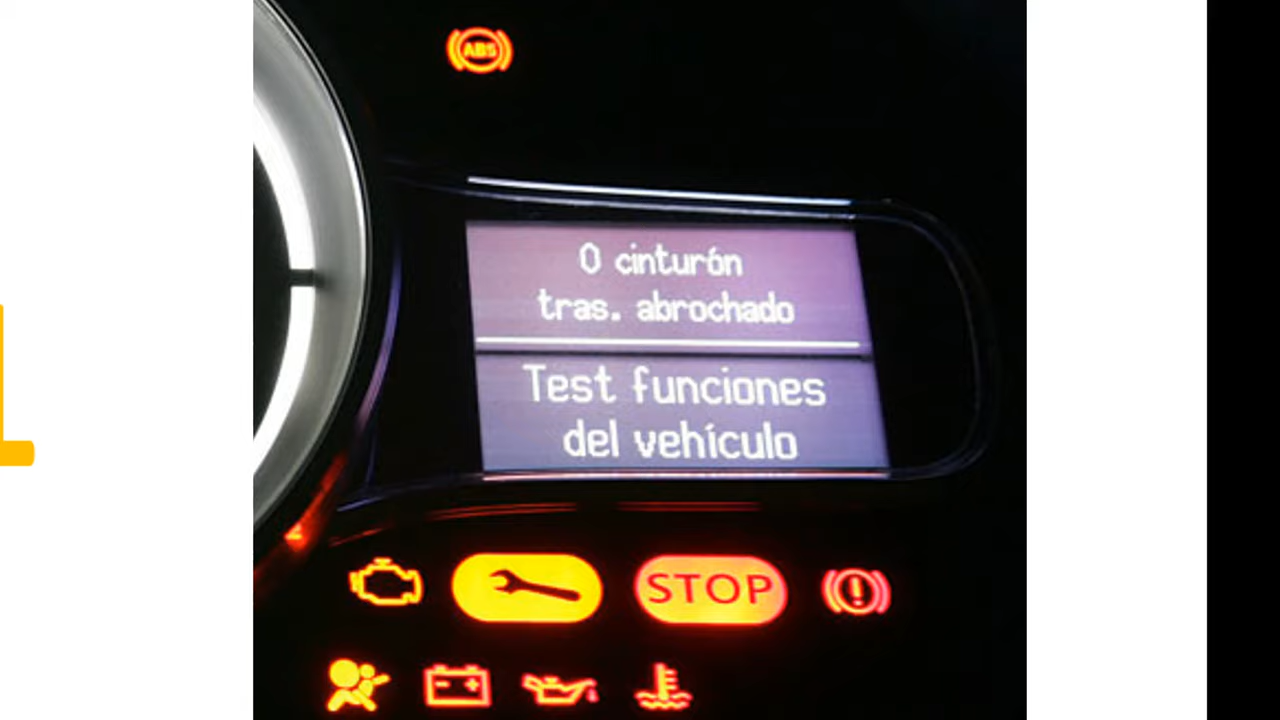 ABS
0 cinturón
tras. abrochado
Test funciones
del vehículo
STOP